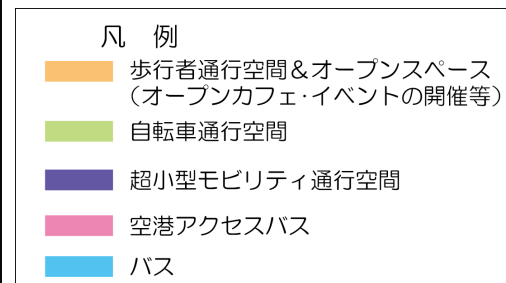 凡 例
歩行者通行空間＆オープンスペース
（オープンカフェ・イベントの開催等）
自転車通行空間
超小型モビリティ通行空間
空港アクセスバス
バス